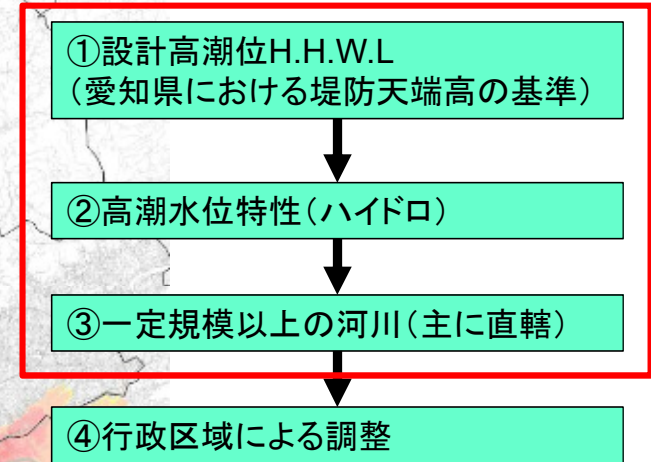 ①設計高潮位H.H.W.L
（愛知県における堤防天端高の基準）
②高潮水位特性（ハイドロ）
③一定規模以上の河川（主に直轄）
④行政区域による調整